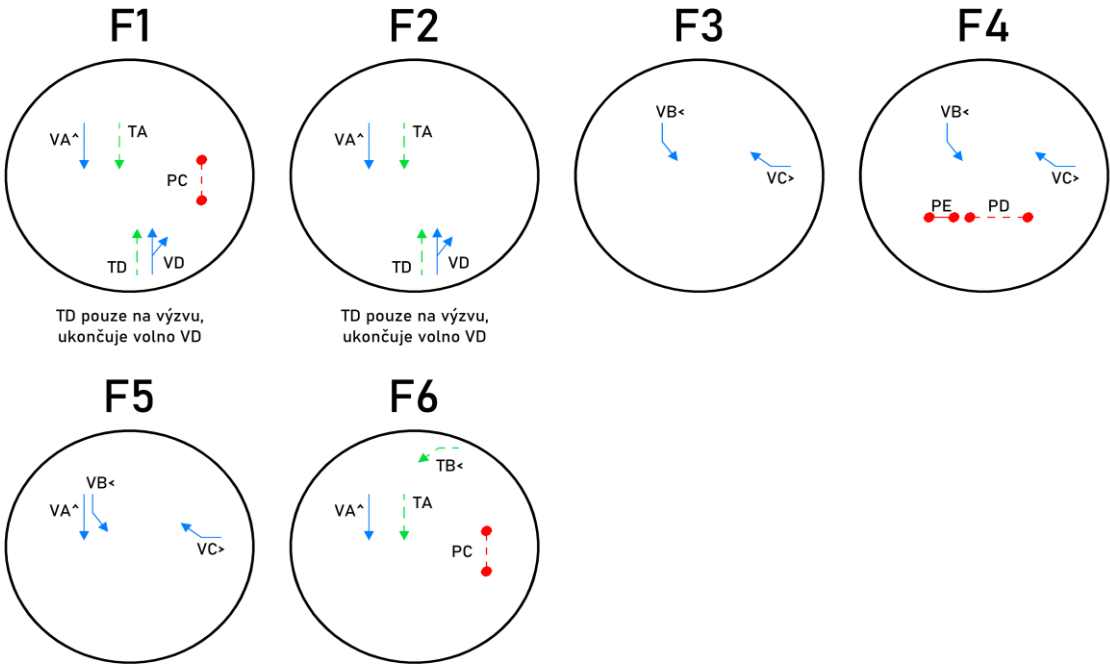 F1
F2
F3
F4
VA^
TA
PC
TD
VD
TD pouze na výzvu,
ukončuje volno VD
VA^
TA
TD
VD
TD pouze na výzvu,
ukončuje volno VD
VB<
VC>
VB<
VC>
PE
PD
F5
F6
VB<
VA^
VC>
TB<
VA^
TA
PC